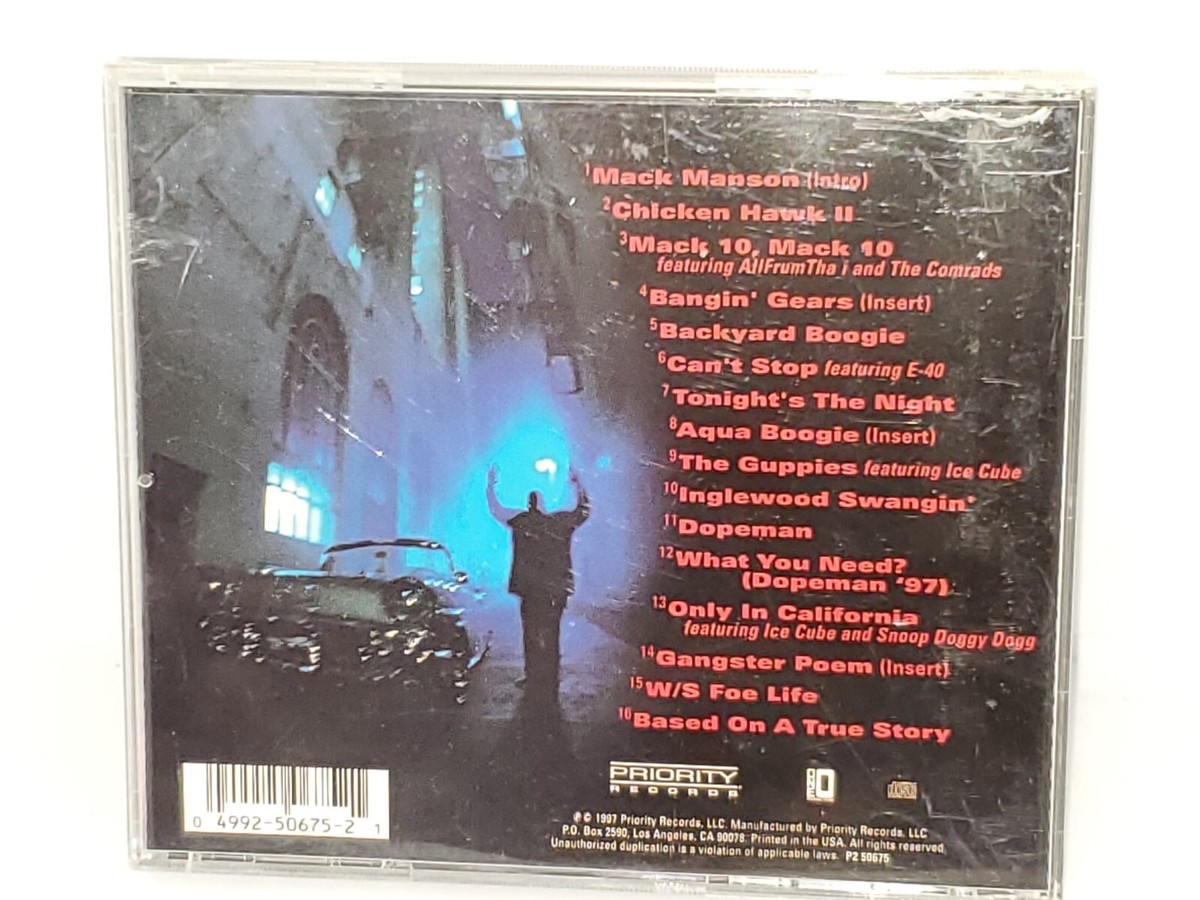 1 Mack Manson (Intro)
2 Chicken Hawk II
3 Mack 10, Mack 10
featuring AllFrumTha i and The Comrads
4 Bangin' Gears (Insert)
5 Backyard Boogie
6 Can't Stop featuring E-40
7 Tonight's The Night
8 Aqua Boogie (Insert)
9 The Guppies featuring Ice Cube
10 Inglewood Swangin'
11 Dopeman
12 What You Need?
(Dopeman '97)
13 Only In California
featuring Ice Cube and Snoop Doggy Dogg
14 Gangster Poem (Insert)
15 W/S Foe Life
16 Based On A True Story
PRIORITY
RECORDS
0 4992-50675-2 1
℗ © 1997 Priority Records, LLC. Manufactured by Priority Records, LLC
P.O. Box 2590, Los Angeles, CA 90078. Printed in the USA. All rights reserved.
Unauthorized duplication is a violation of applicable laws. P2 50675